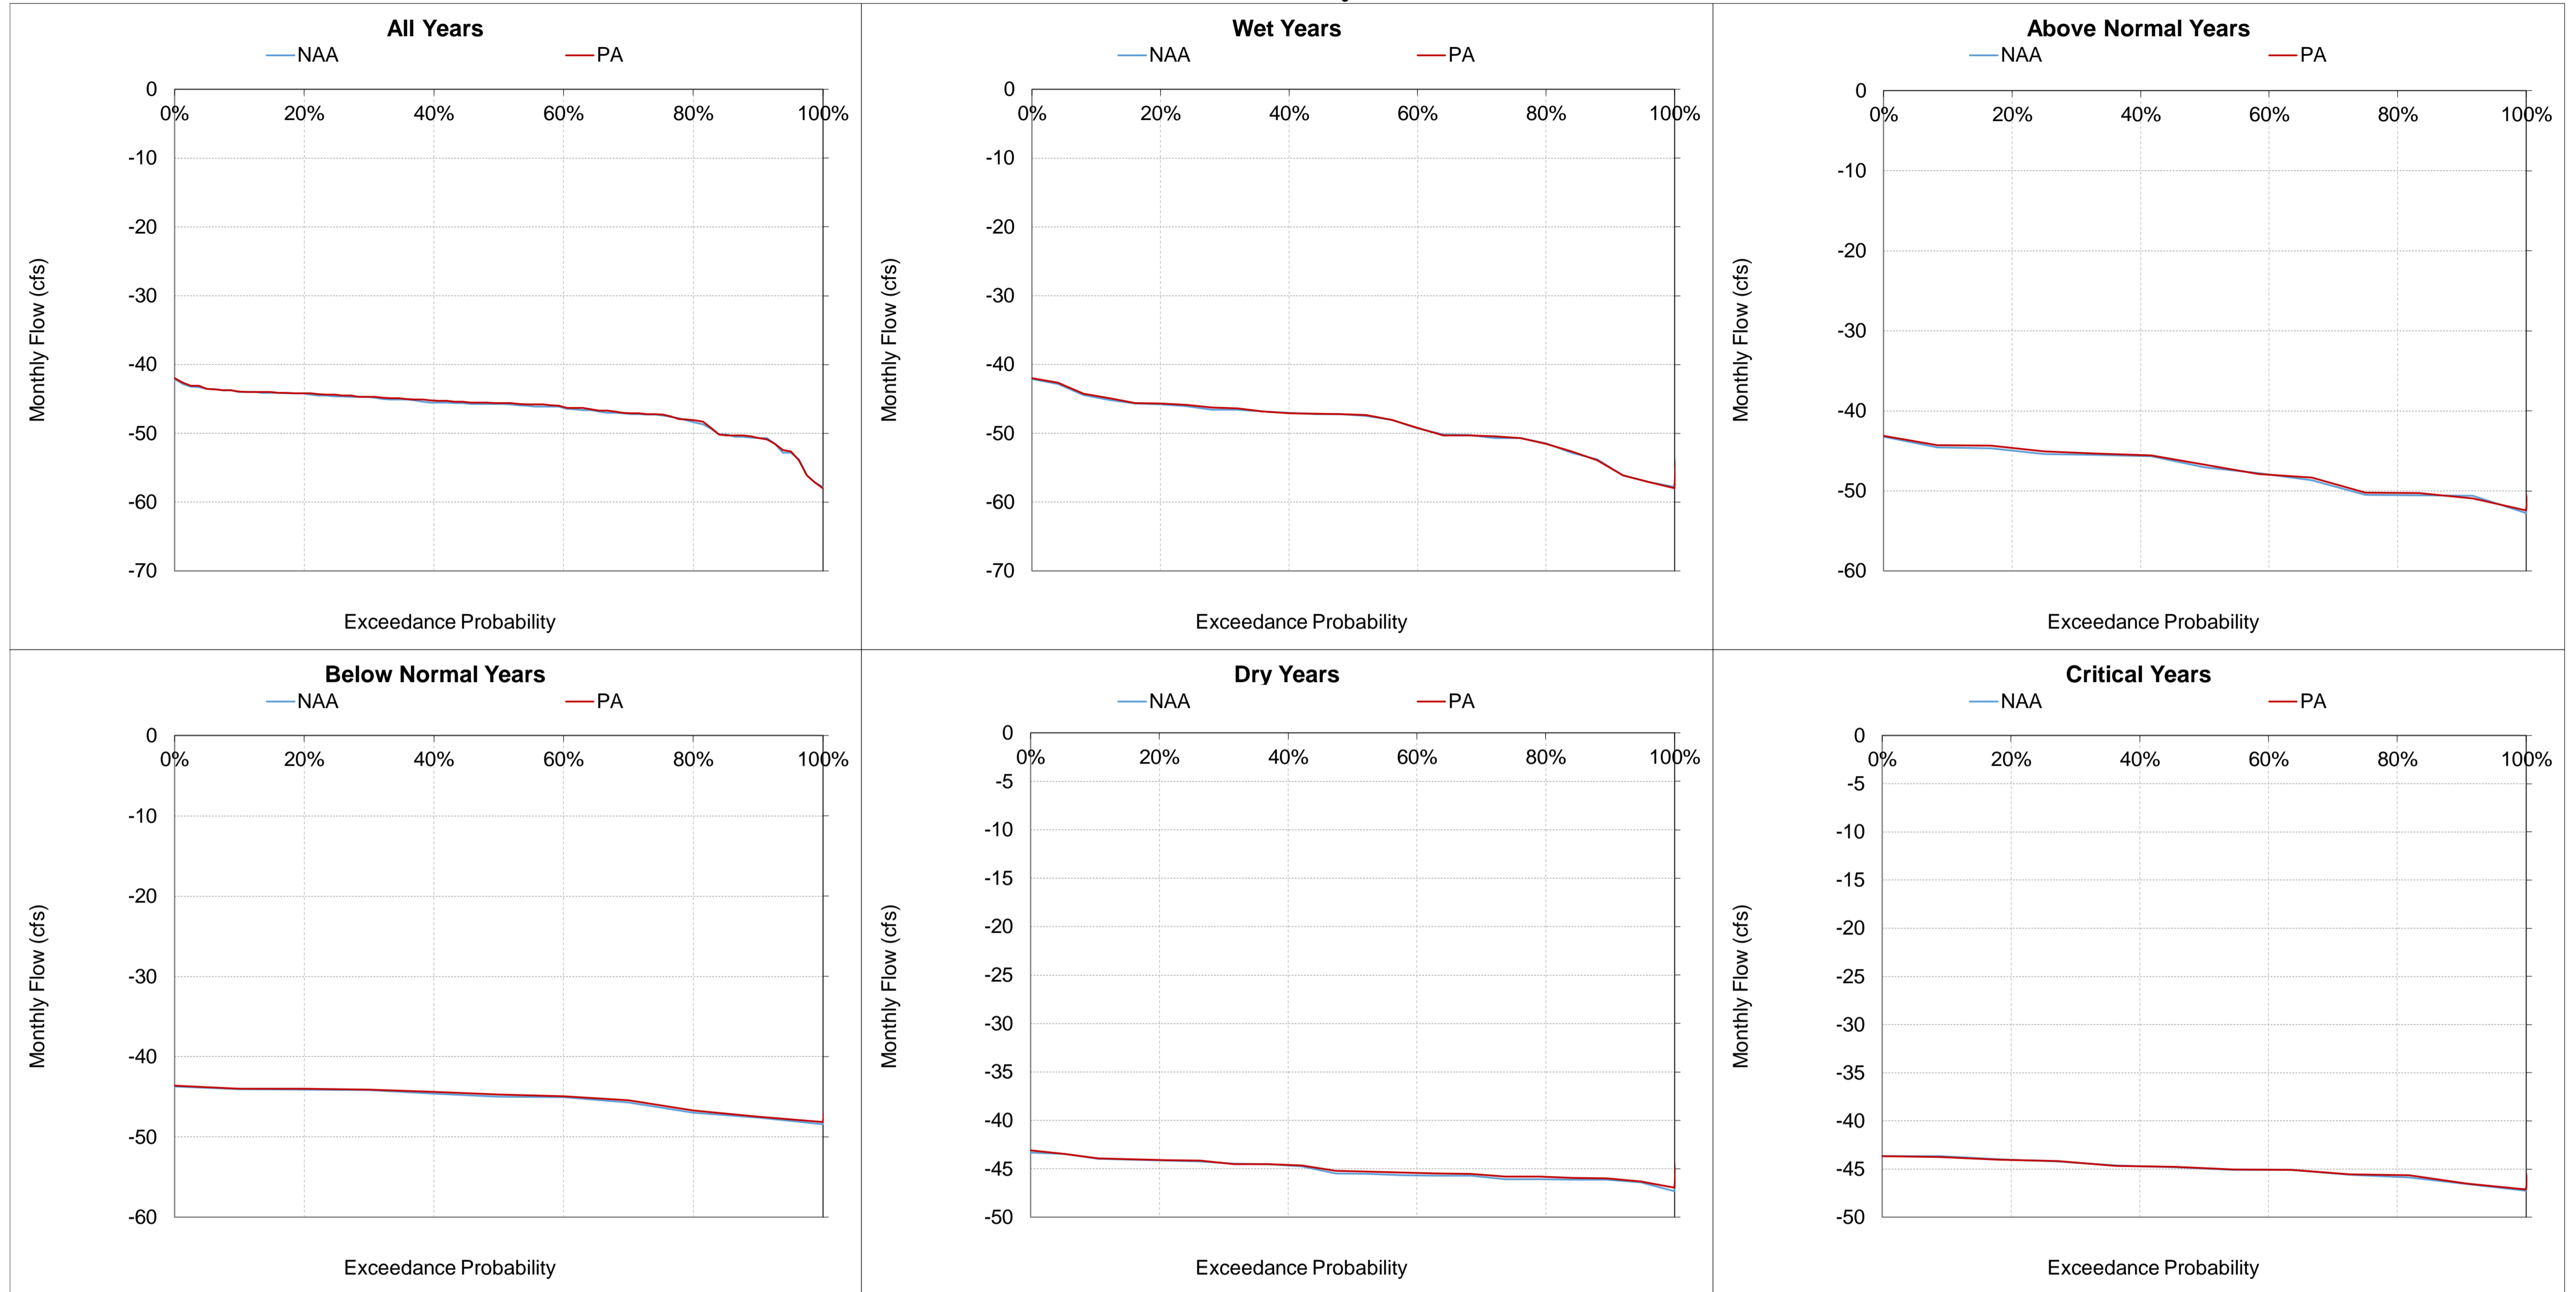 All Years
NAA PA
0
0% 20% 40% 60% 80% 100%
-10
-20
-30
-40
-50
-60
-70
Monthly Flow (cfs)
Exceedance Probability
Wet Years
NAA PA
0
0% 20% 40% 60% 80% 100%
-10
-20
-30
-40
-50
-60
-70
Monthly Flow (cfs)
Exceedance Probability
Above Normal Years
NAA PA
0
0% 20% 40% 60% 80% 100%
-10
-20
-30
-40
-50
-60
Monthly Flow (cfs)
Exceedance Probability
Below Normal Years
NAA PA
0
0% 20% 40% 60% 80% 100%
-10
-20
-30
-40
-50
-60
Monthly Flow (cfs)
Exceedance Probability
Dry Years
NAA PA
0
0% 20% 40% 60% 80% 100%
-5
-10
-15
-20
-25
-30
-35
-40
-45
-50
Monthly Flow (cfs)
Exceedance Probability
Critical Years
NAA PA
0
0% 20% 40% 60% 80% 100%
-5
-10
-15
-20
-25
-30
-35
-40
-45
-50
Monthly Flow (cfs)
Exceedance Probability